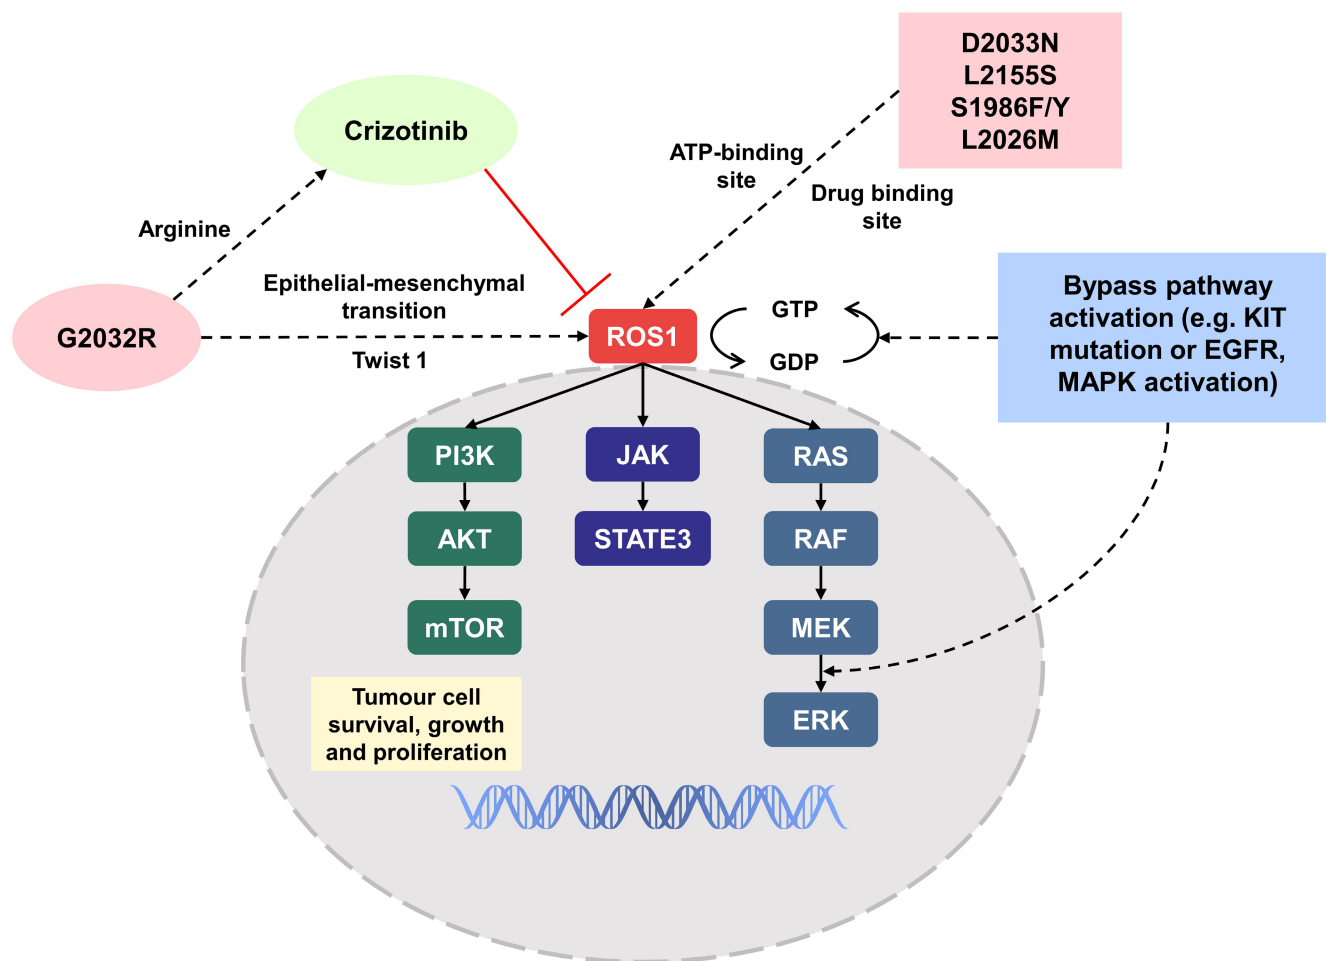 D2033N
L2155S
S1986F/Y
L2026M
Crizotinib
ATP-binding
site
Drug binding
site
Arginine
Epithelial-mesenchymal
transition
G2032R
Twist 1
ROS1
GTP
GDP
Bypass pathway
activation (e.g. KIT
mutation or EGFR,
MAPK activation)
PI3K
JAK
RAS
AKT
STATE3
RAF
mTOR
MEK
Tumour cell
survival, growth
and proliferation
ERK